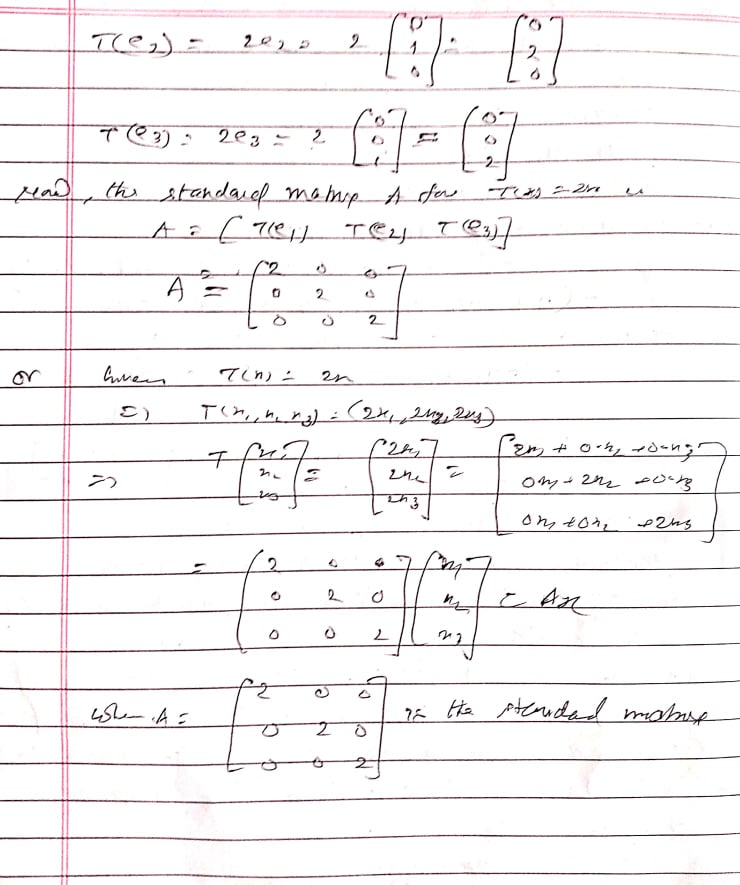 T(e₂) = 2e₂ = 2 [0 1 0] = [0 2 0]
T(e₃) = 2e₃ = 2 [0 0 1] = [0 0 2]
, the standard matrix A for T(x) = 2x is
A = [T(e₁) T(e₂) T(e₃)]
A = [2 0 0
0 2 0
0 0 2]
or Given T(x) = 2x
=) T(x₁, x₂, x₃) = (2x₁, 2x₂, 2x₃)
=> T [x₁ x₂ x₃] = [2x₁ 2x₂ 2x₃] = [2x₁ + 0·x₂ + 0·x₃
0x₁ + 2x₂ + 0·x₃
0x₁ + 0x₂ + 2x₃]
= [2 0 0
0 2 0
0 0 2] [x₁ x₂ x₃] = Ax
where A = [2 0 0
0 2 0
0 0 2] is the standard matrix